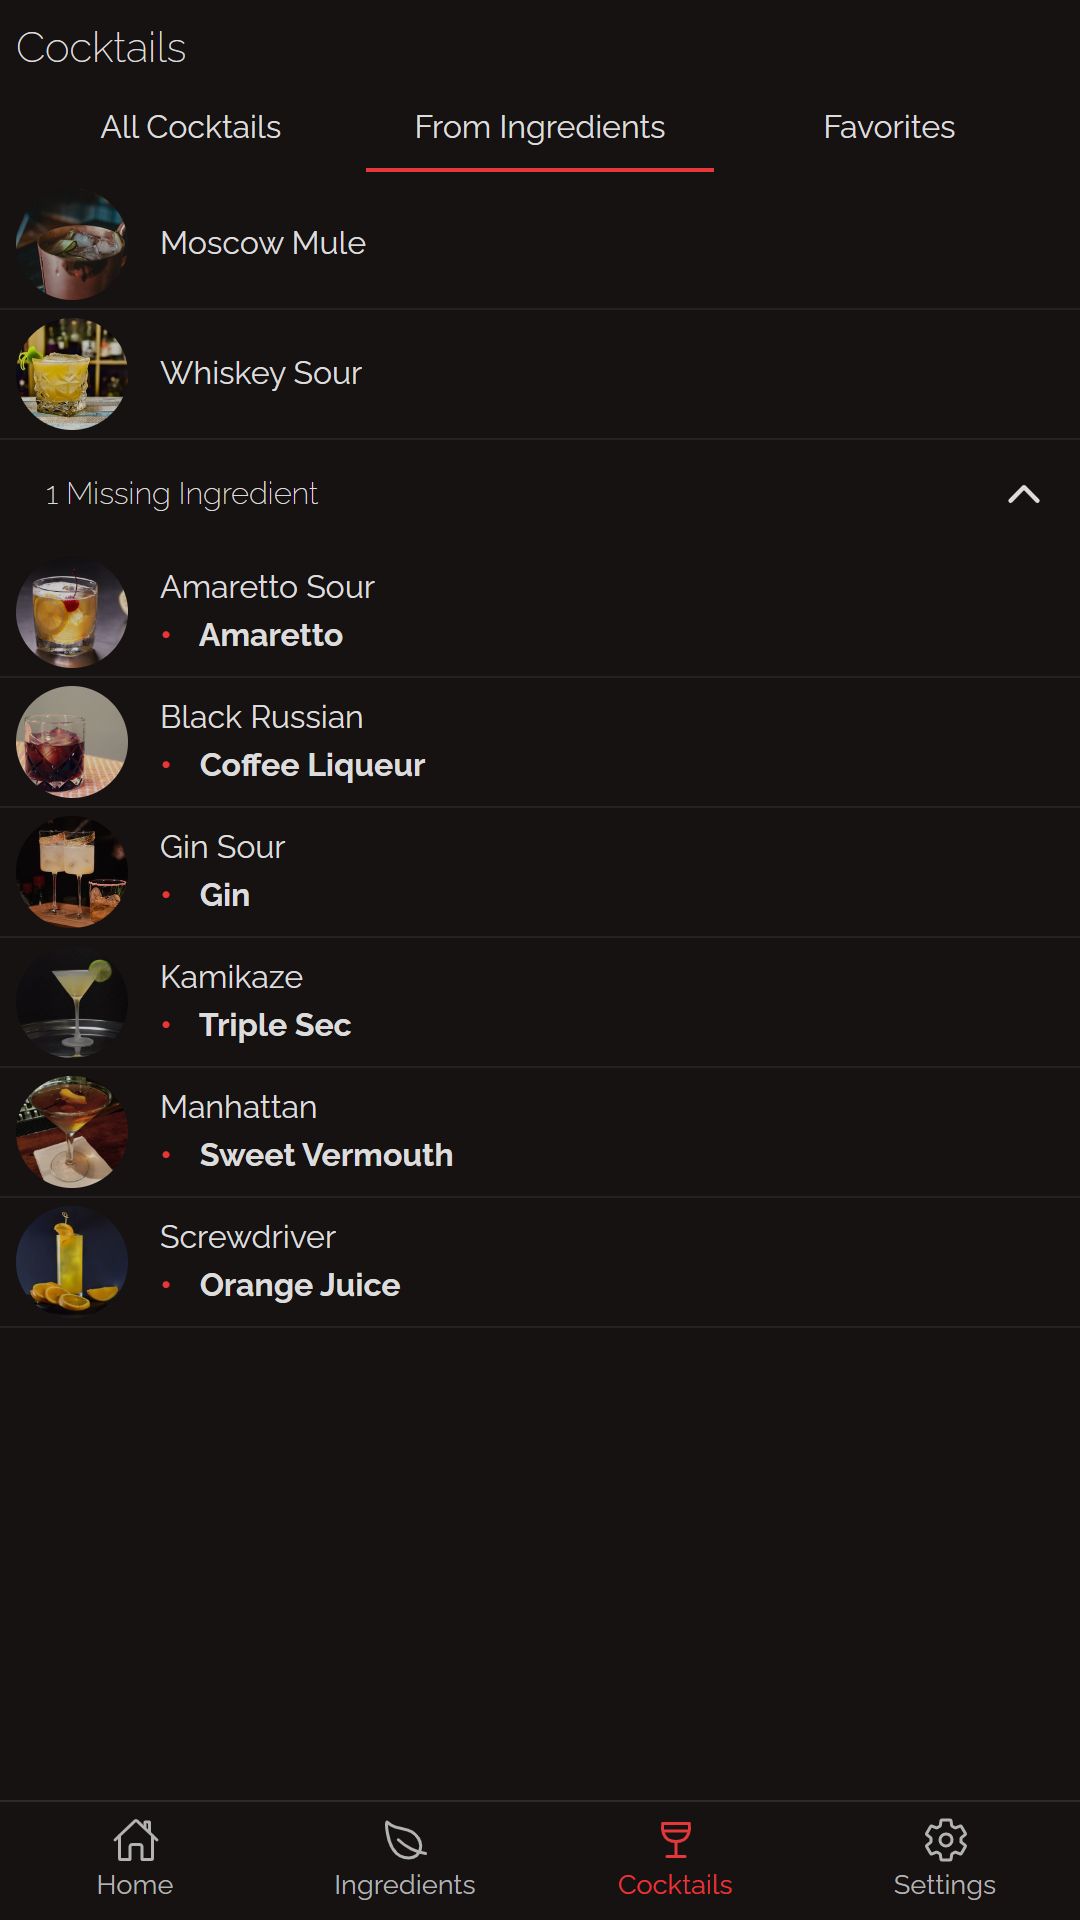 Cocktails
All Cocktails
From Ingredients
Favorites
Moscow Mule
Whiskey Sour
1 Missing Ingredient
Amaretto Sour
• Amaretto
Black Russian
• Coffee Liqueur
Gin Sour
• Gin
Kamikaze
• Triple Sec
Manhattan
• Sweet Vermouth
Screwdriver
• Orange Juice
Home
Ingredients
Cocktails
Settings